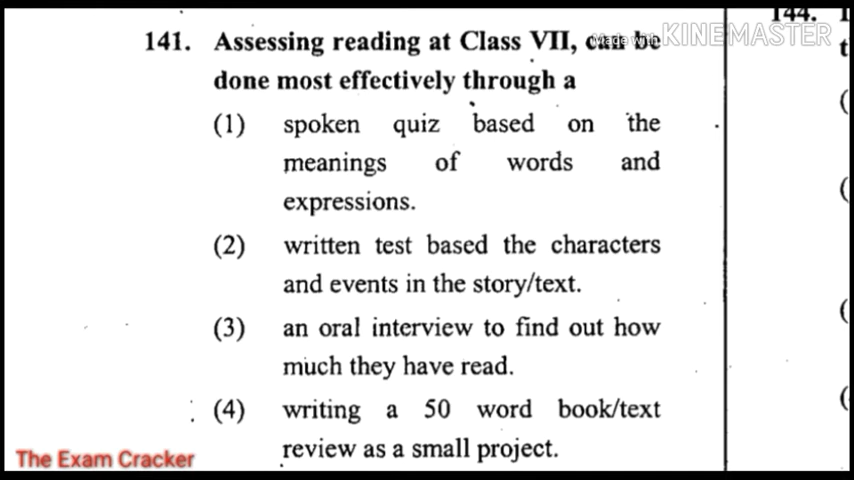 144.
Made with KINEMASTER
141. Assessing reading at Class VII, can be
done most effectively through a
(1) spoken quiz based on the
meanings of words and
expressions.
(2) written test based the characters
and events in the story/text.
(3) an oral interview to find out how
much they have read.
(4) writing a 50 word book/text
review as a small project.
The Exam Cracker